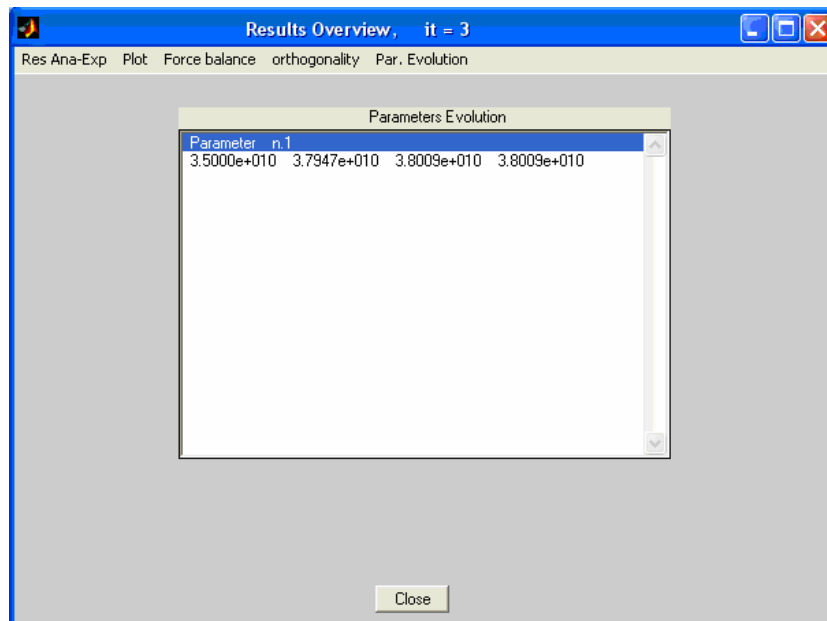 Results Overview, it = 3
Res Ana-Exp Plot Force balance orthogonality Par. Evolution
Parameters Evolution
Parameter n.1
3.5000e+010 3.7947e+010 3.8009e+010 3.8009e+010
Close